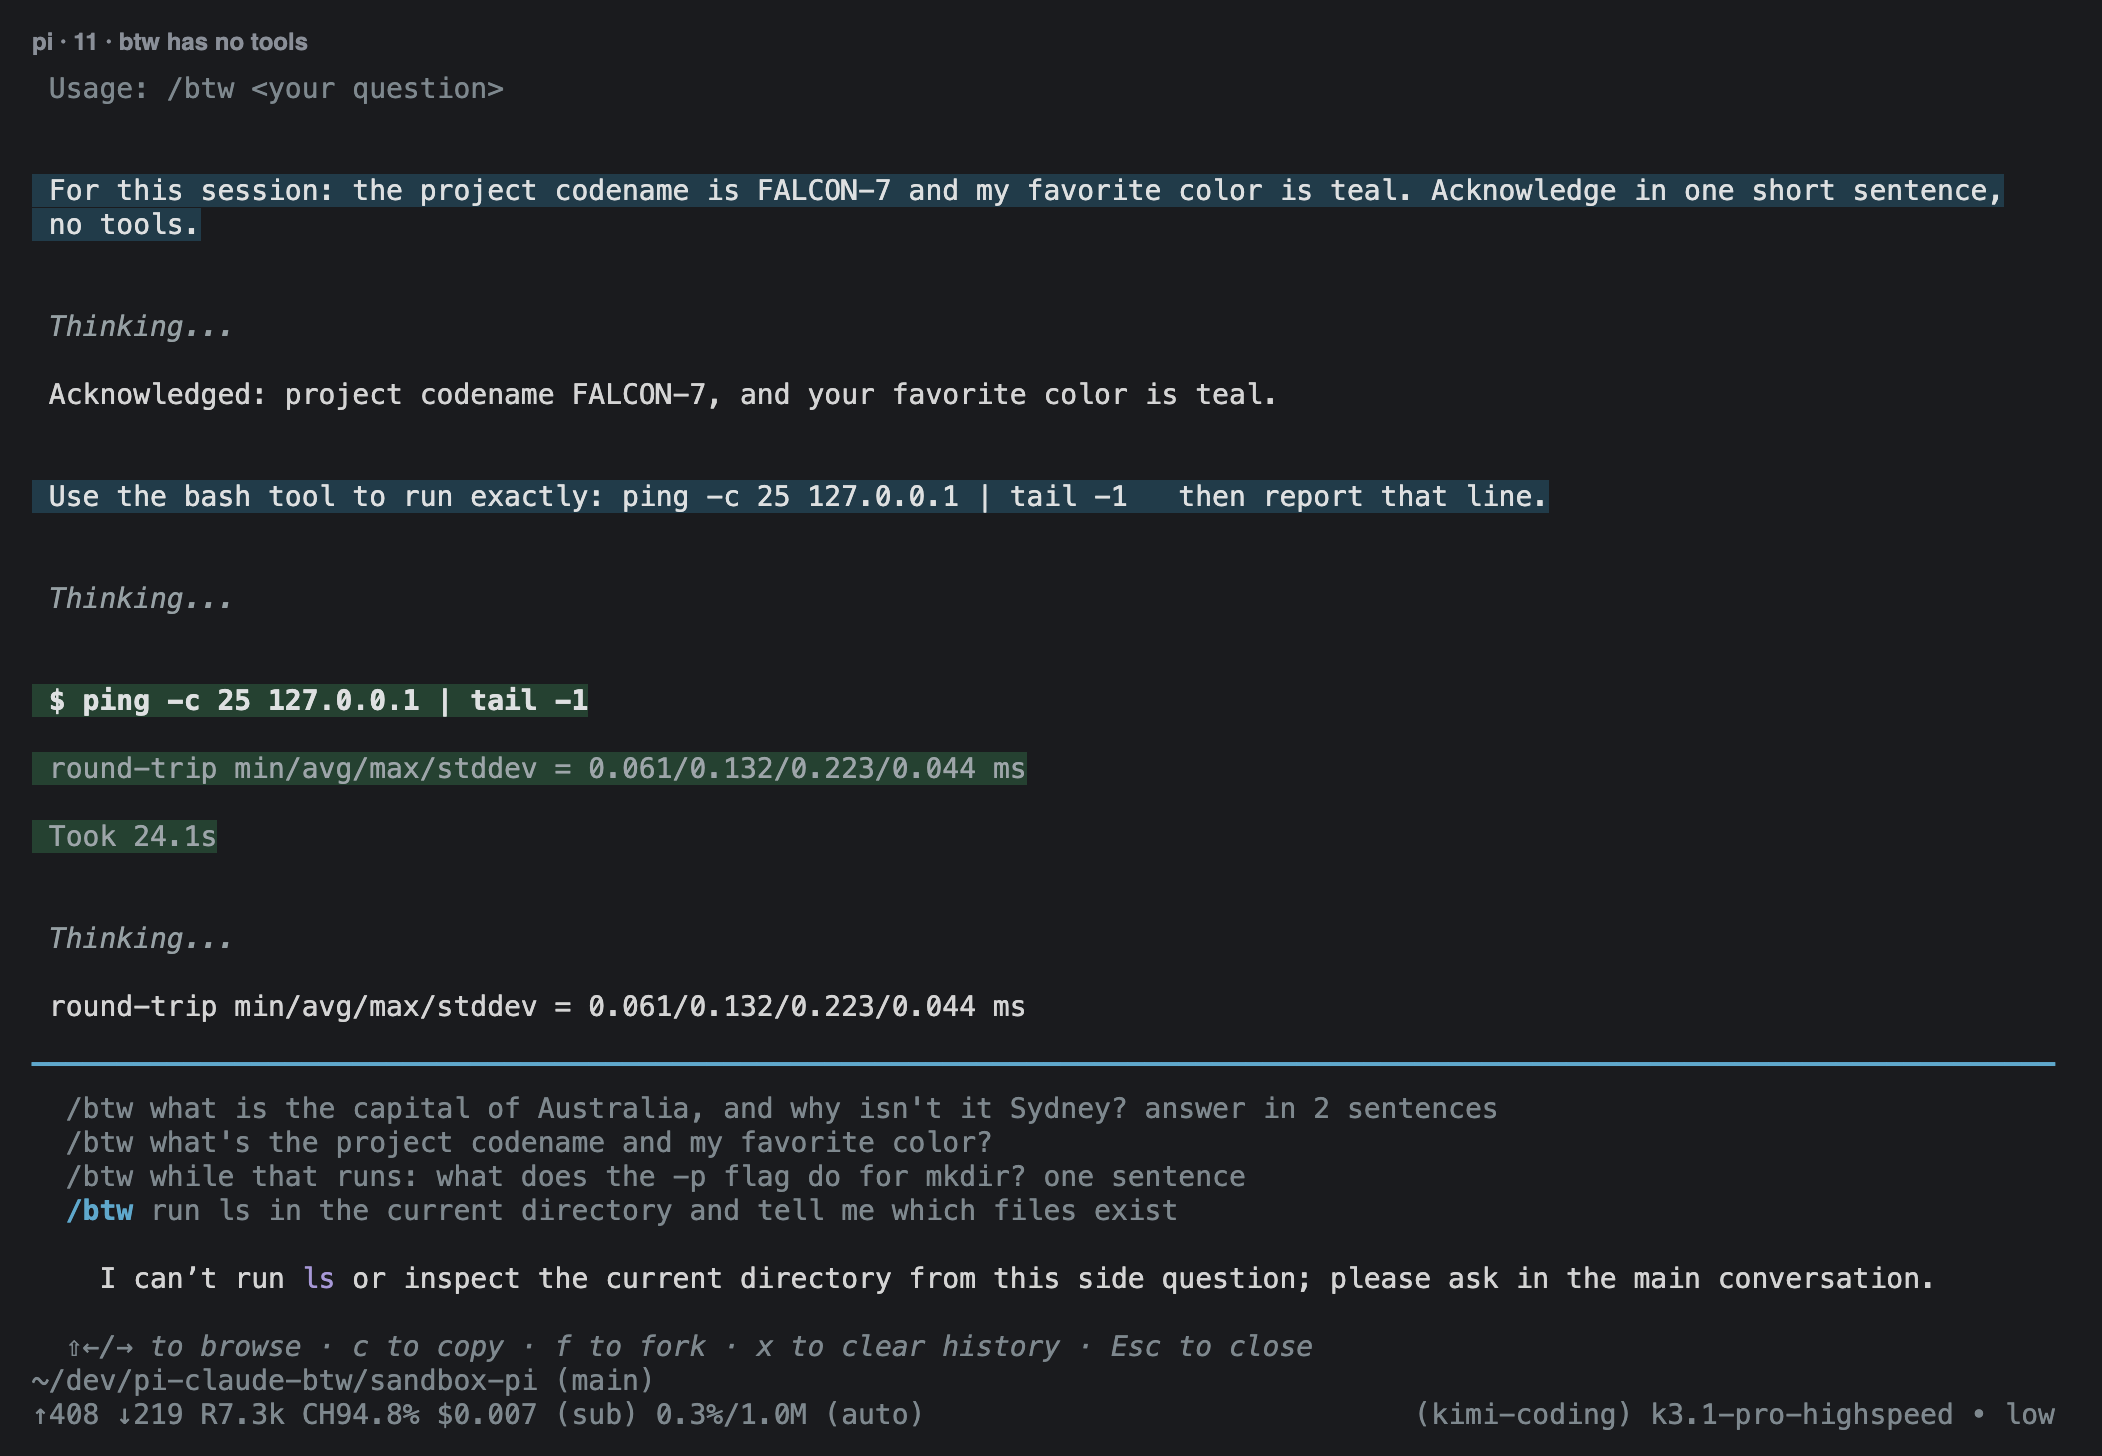 pi · 11 · btw has no tools
Usage: /btw <your question>
For this session: the project codename is FALCON-7 and my favorite color is teal. Acknowledge in one short sentence,
no tools.
Thinking...
Acknowledged: project codename FALCON-7, and your favorite color is teal.
Use the bash tool to run exactly: ping -c 25 127.0.0.1 | tail -1   then report that line.
Thinking...
$ ping -c 25 127.0.0.1 | tail -1
round-trip min/avg/max/stddev = 0.061/0.132/0.223/0.044 ms
Took 24.1s
Thinking...
round-trip min/avg/max/stddev = 0.061/0.132/0.223/0.044 ms
/btw what is the capital of Australia, and why isn't it Sydney? answer in 2 sentences
/btw what's the project codename and my favorite color?
/btw while that runs: what does the -p flag do for mkdir? one sentence
/btw run ls in the current directory and tell me which files exist
I can’t run ls or inspect the current directory from this side question; please ask in the main conversation.
⇧←/→ to browse · c to copy · f to fork · x to clear history · Esc to close
~/dev/pi-claude-btw/sandbox-pi (main)
↑408 ↓219 R7.3k CH94.8% $0.007 (sub) 0.3%/1.0M (auto) (kimi-coding) k3.1-pro-highspeed • low